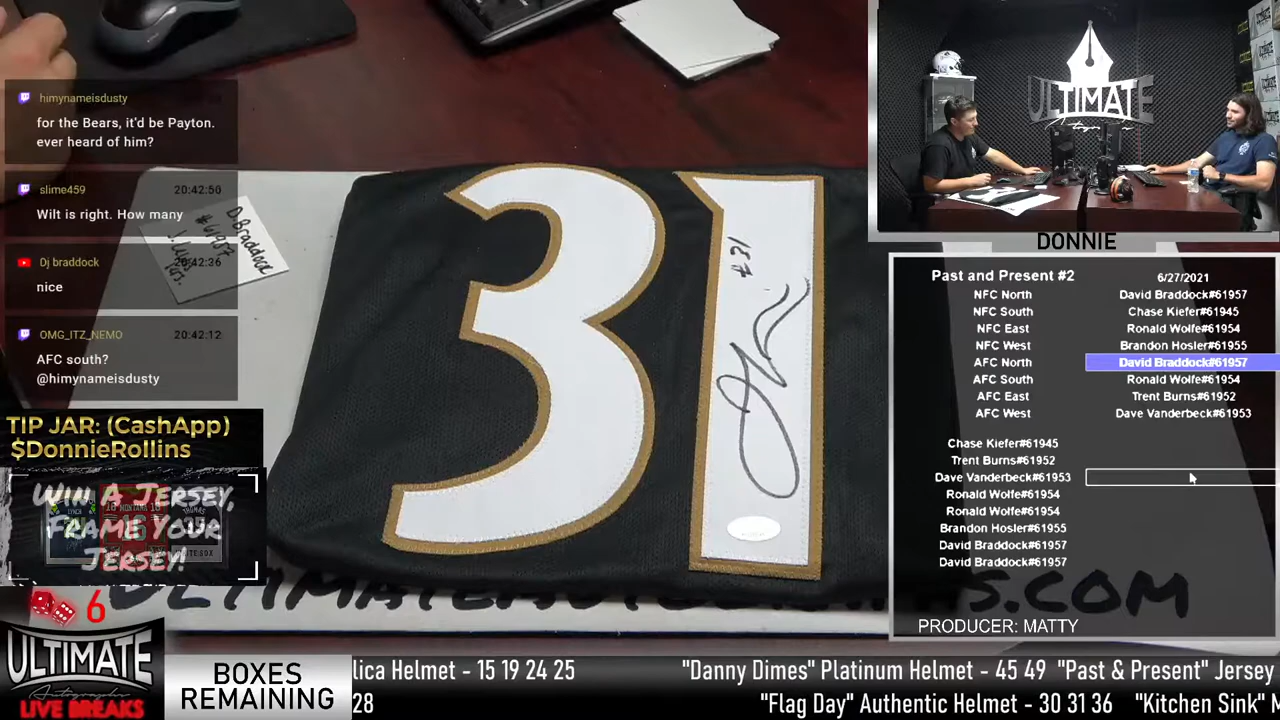 himynameisdusty
for the Bears, it'd be Payton.
ever heard of him?
slime459 20:42:50
Wilt is right. How many
Dj braddock 20:42:36
nice
OMG_ITZ_NEMO 20:42:12
AFC south?
@himynameisdusty
D. Braddock
#61957
TIP JAR: (CashApp)
$DonnieRollins
WIN A JERSEY,
FRAME YOUR
JERSEY!
6
ULTIMATE
Autographs
LIVE BREAKS
31
#31
ULTIMATE
DONNIE
Past and Present #2 6/27/2021
NFC North David Braddock#61957
NFC South Chase Kiefer#61945
NFC East Ronald Wolfe#61954
NFC West Brandon Hosler#61955
AFC North David Braddock#61957
AFC South Ronald Wolfe#61954
AFC East Trent Burns#61952
AFC West Dave Vanderbeck#61953
Chase Kiefer#61945
Trent Burns#61952
Dave Vanderbeck#61953
Ronald Wolfe#61954
Ronald Wolfe#61954
Brandon Hosler#61955
David Braddock#61957
David Braddock#61957
S.COM
PRODUCER: MATTY
BOXES
REMAINING
lica Helmet - 15 19 24 25 "Danny Dimes" Platinum Helmet - 45 49 "Past & Present" Jersey
28 "Flag Day" Authentic Helmet - 30 31 36 "Kitchen Sink" M